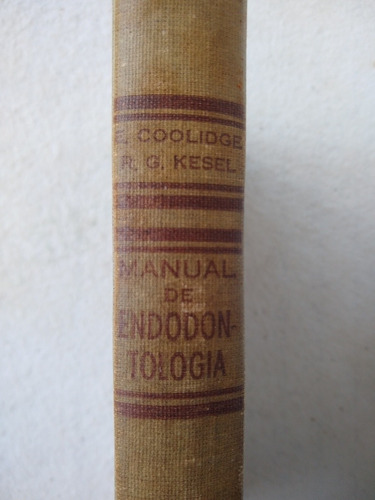 E. COOLIDGE
R. G. KESEL
MANUAL
DE
ENDODON-
TOLOGIA